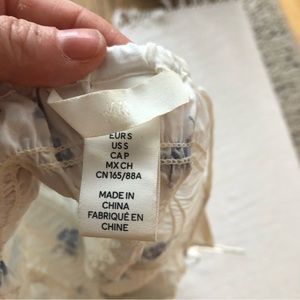 EUR S
US S
CA P
MX CH
CN 165/88A
MADE IN
CHINA
FABRIQUÉ EN
CHINE